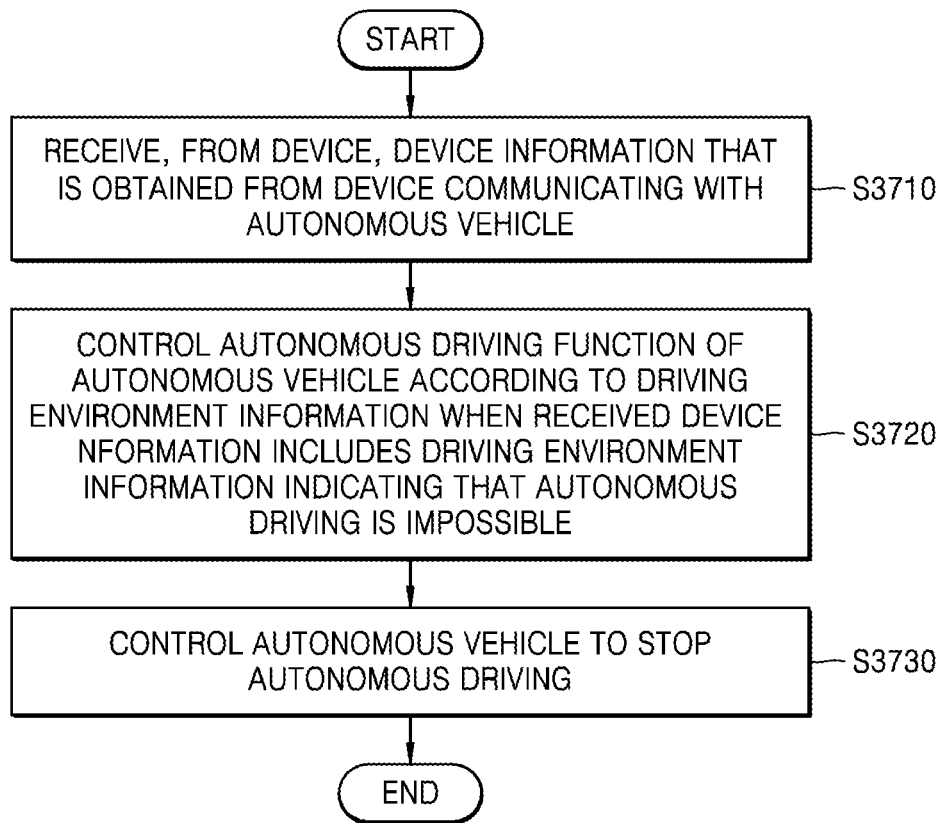 START
RECEIVE, FROM DEVICE, DEVICE INFORMATION THAT
IS OBTAINED FROM DEVICE COMMUNICATING WITH
AUTONOMOUS VEHICLE
S3710
CONTROL AUTONOMOUS DRIVING FUNCTION OF
AUTONOMOUS VEHICLE ACCORDING TO DRIVING
ENVIRONMENT INFORMATION WHEN RECEIVED DEVICE
NFORMATION INCLUDES DRIVING ENVIRONMENT
INFORMATION INDICATING THAT AUTONOMOUS
DRIVING IS IMPOSSIBLE
S3720
CONTROL AUTONOMOUS VEHICLE TO STOP
AUTONOMOUS DRIVING
S3730
END